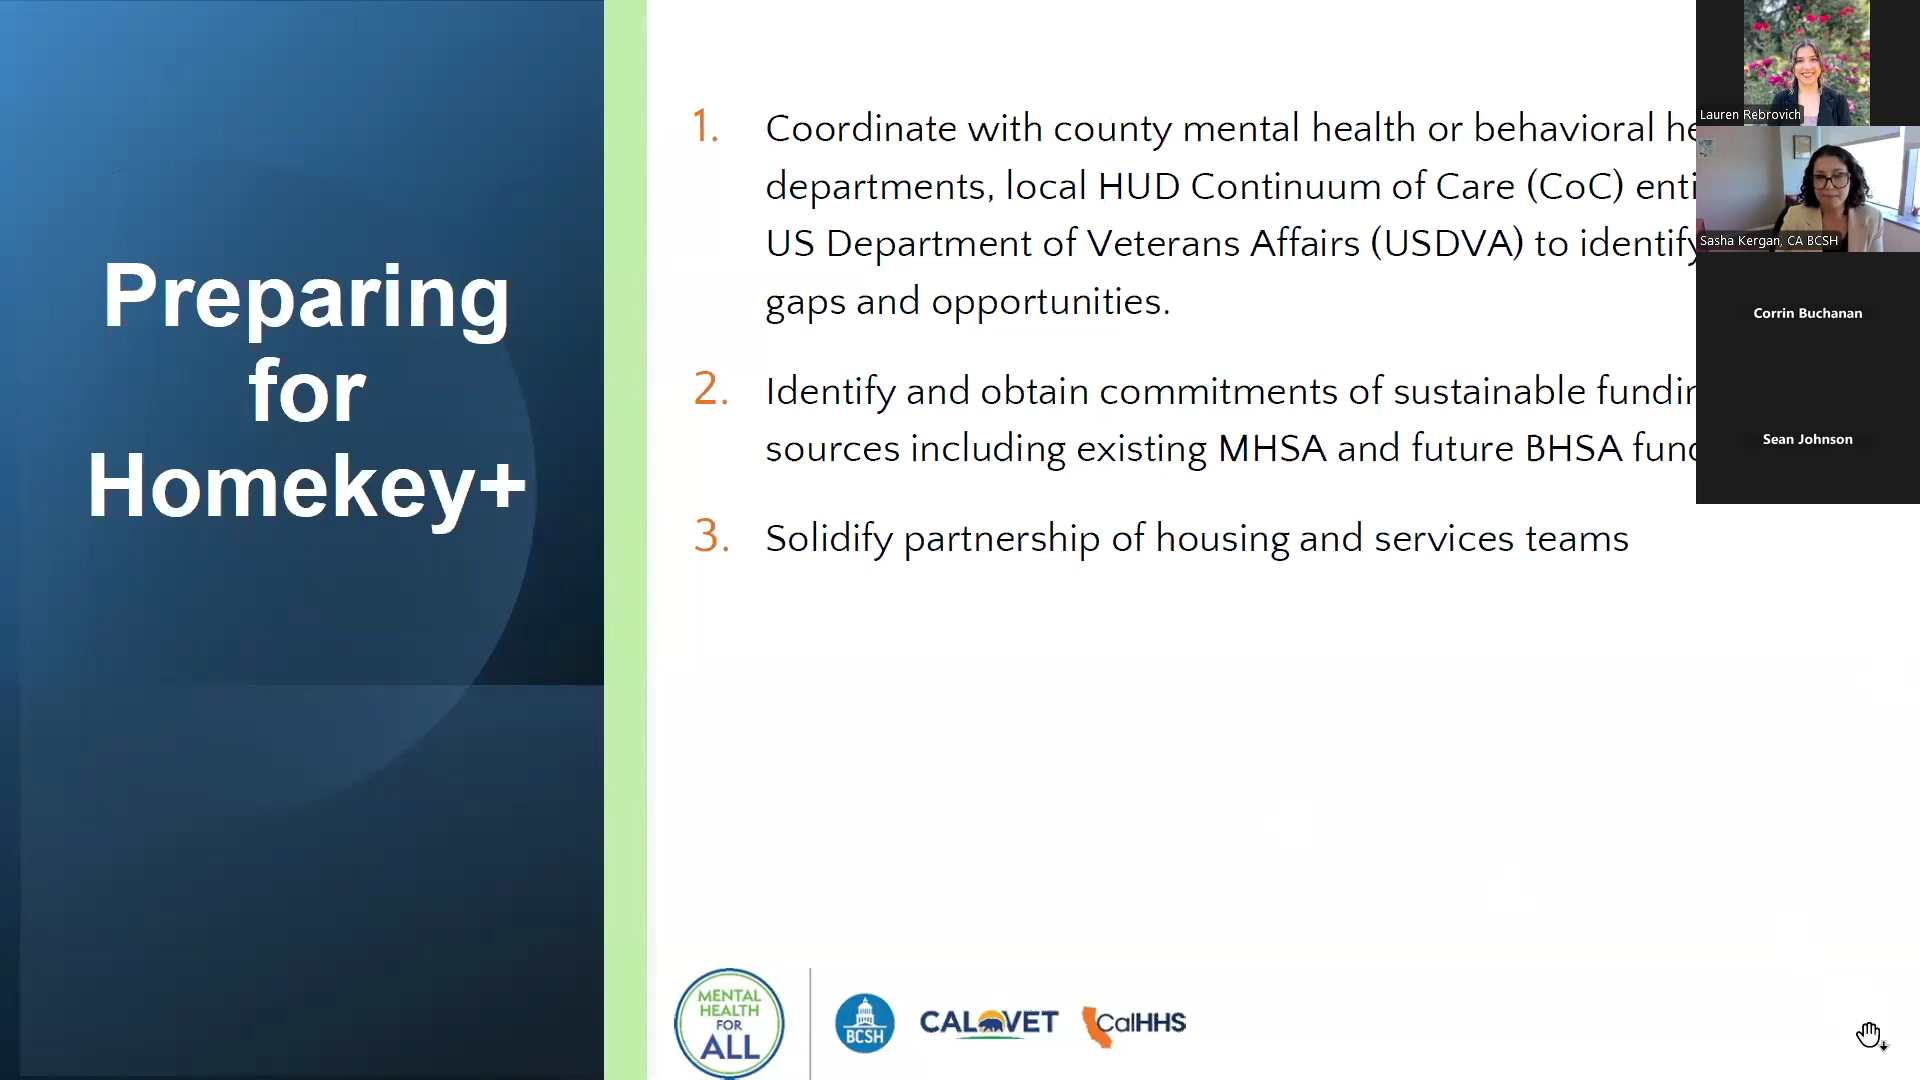 Preparing
for
Homekey+
1. Coordinate with county mental health or behavioral he
departments, local HUD Continuum of Care (CoC) enti
US Department of Veterans Affairs (USDVA) to identify
gaps and opportunities.
2. Identify and obtain commitments of sustainable fundin
sources including existing MHSA and future BHSA fund
3. Solidify partnership of housing and services teams
Lauren Rebrovich
Sasha Kergan, CA BCSH
Corrin Buchanan
Sean Johnson
MENTAL
HEALTH
FOR
ALL
BCSH
CALVET
CalHHS